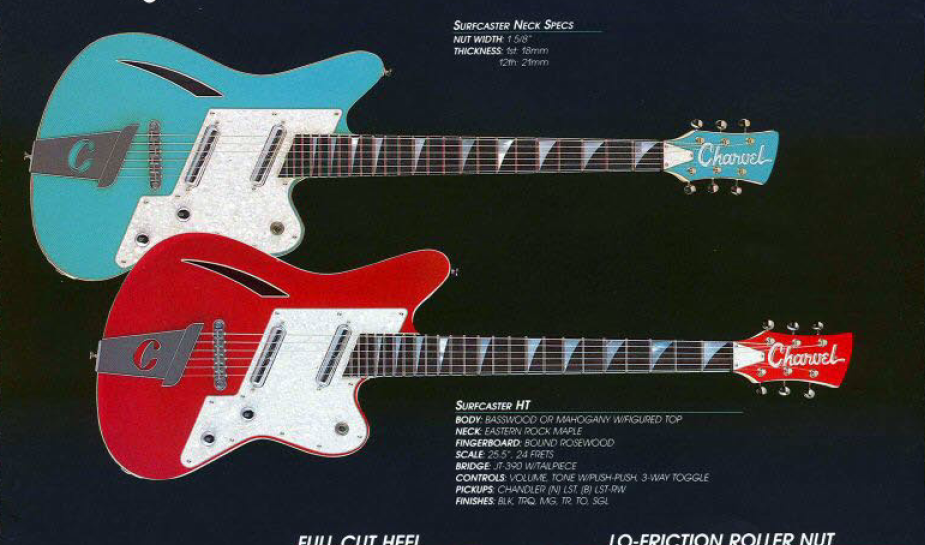 SURFCASTER NECK SPECS
NUT WIDTH: 1 5/8"
THICKNESS: 1st: 18mm
12th: 21mm
C
Charvel
C
Charvel
SURFCASTER HT
BODY: BASSWOOD OR MAHOGANY W/FIGURED TOP
NECK: EASTERN ROCK MAPLE
FINGERBOARD: BOUND ROSEWOOD
SCALE: 25.5", 24 FRETS
BRIDGE: JT-390 W/TAILPIECE
CONTROLS: VOLUME, TONE W/PUSH-PUSH, 3-WAY TOGGLE
PICKUPS: CHANDLER (N) LST, (B) LST-RW
FINISHES: BLK, TRQ, MG, TR, TO, SGL
FULL CUT HEEL
LO-FRICTION ROLLER NUT